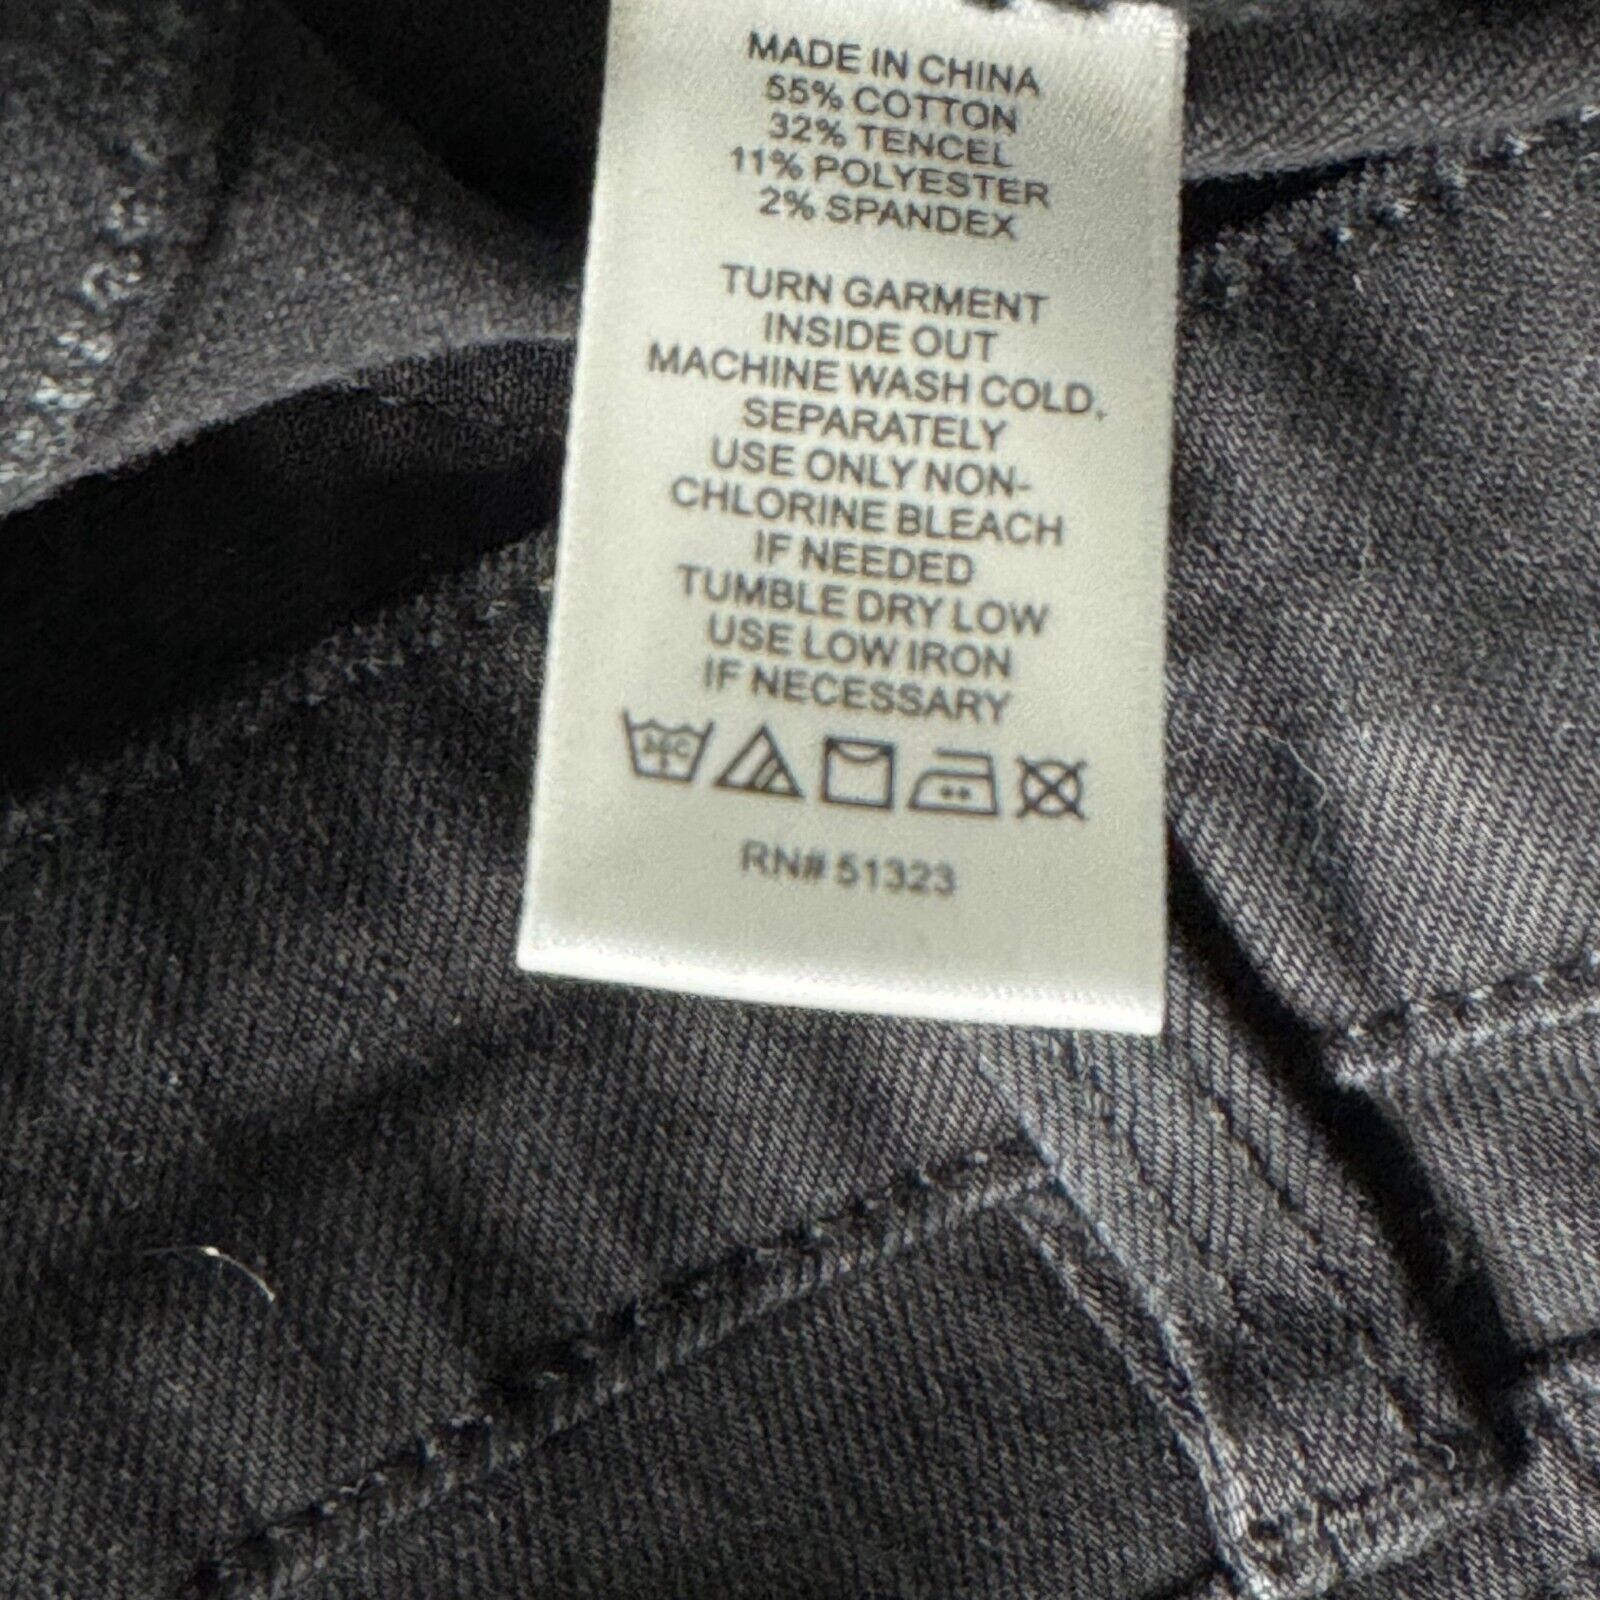 MADE IN CHINA
55% COTTON
32% TENCEL
11% POLYESTER
2% SPANDEX
TURN GARMENT
INSIDE OUT
MACHINE WASH COLD,
SEPARATELY
USE ONLY NON-
CHLORINE BLEACH
IF NEEDED
TUMBLE DRY LOW
USE LOW IRON
IF NECESSARY
RN# 51323